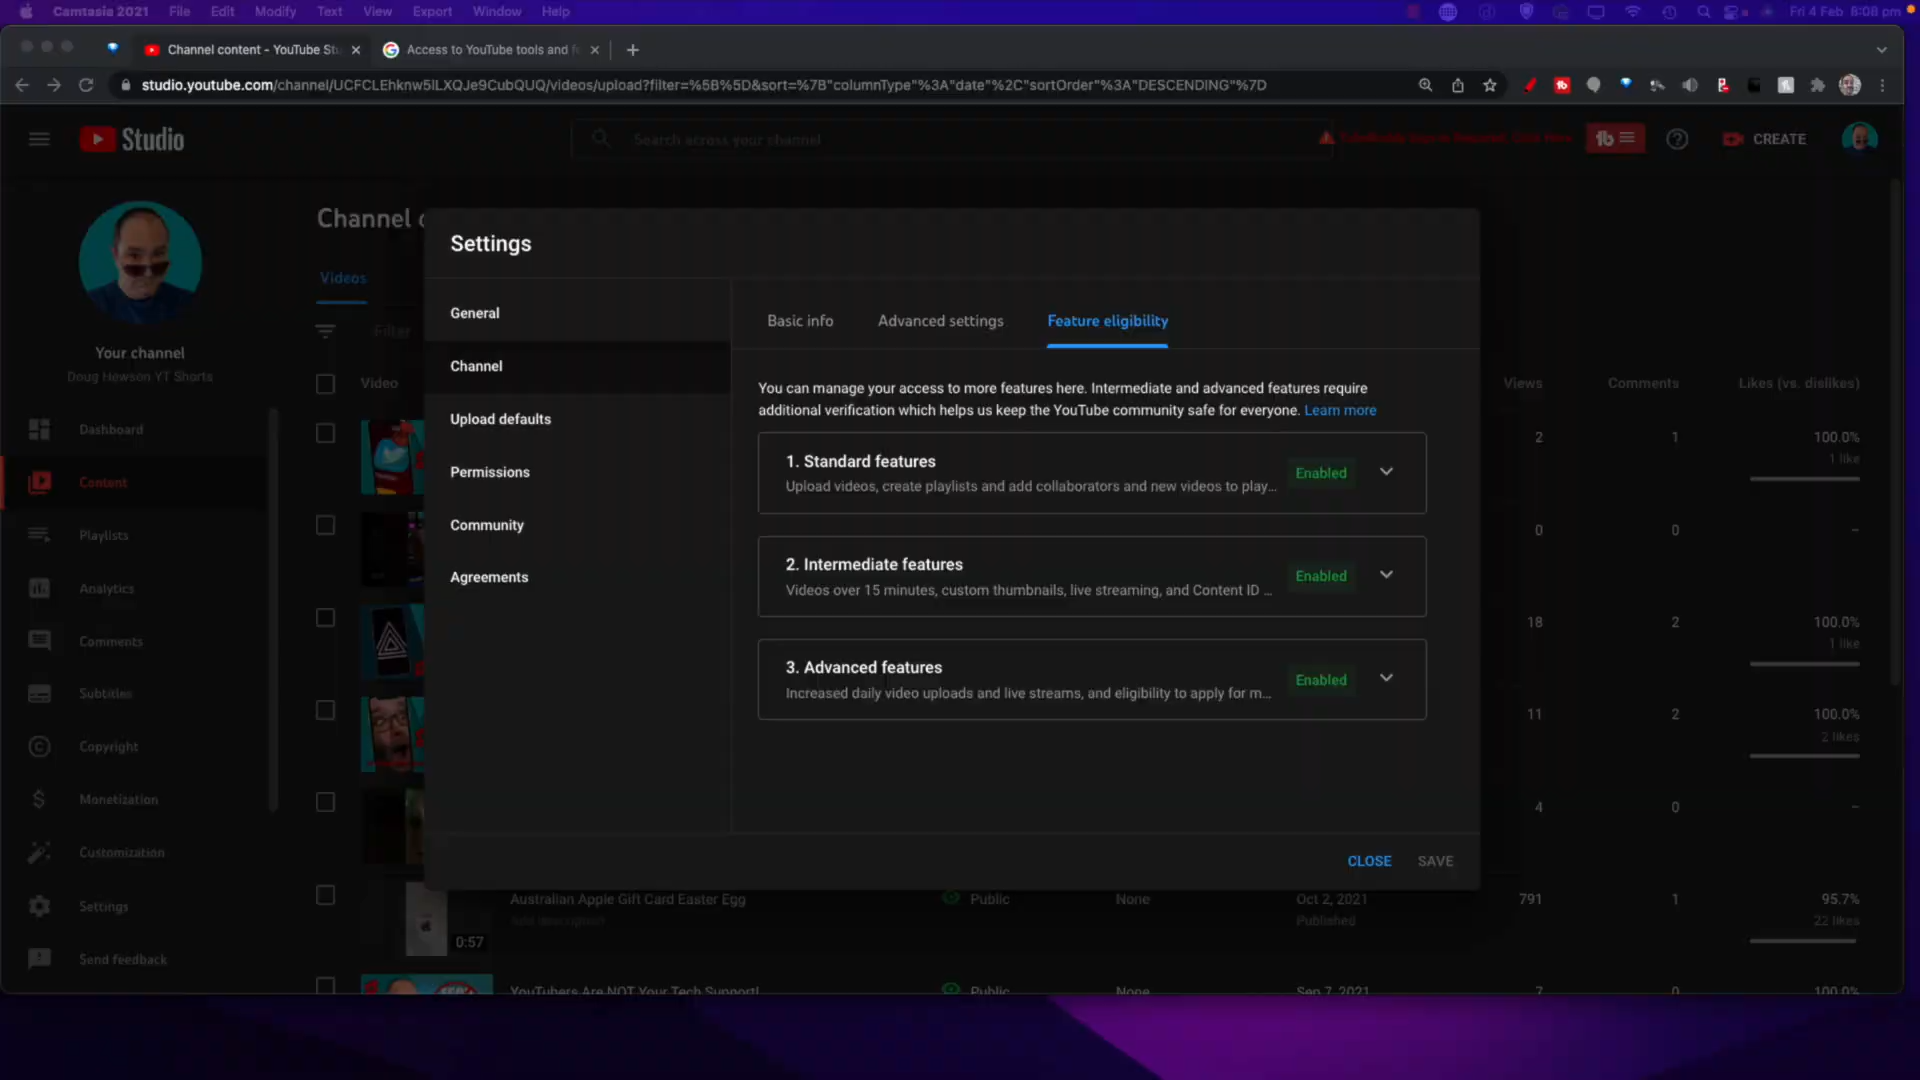 Camtasia 2021 File Edit Modify Text View Export Window Help
Fri 4 Feb 8:08 pm
Channel content - YouTube Stu
Access to YouTube tools and fe
studio.youtube.com/channel/UCFCLEhknw5lLXQJe9CubQUQ/videos/upload?filter=%5B%5D&sort=%7B"columnType"%3A"date"%2C"sortOrder"%3A"DESCENDING"%7D
Studio
Search across your channel
CREATE
Channel c
Videos
Filter
Your channel
Doug Hewson YT Shorts
Video
Views
Comments
Likes (vs. dislikes)
Dashboard
Content
Playlists
Analytics
Comments
Subtitles
Copyright
Monetization
Customization
Settings
Send feedback
Settings
General
Channel
Upload defaults
Permissions
Community
Agreements
Basic info
Advanced settings
Feature eligibility
You can manage your access to more features here. Intermediate and advanced features require
additional verification which helps us keep the YouTube community safe for everyone. Learn more
1. Standard features
Upload videos, create playlists and add collaborators and new videos to play...
Enabled
2. Intermediate features
Videos over 15 minutes, custom thumbnails, live streaming, and Content ID ...
Enabled
3. Advanced features
Increased daily video uploads and live streams, and eligibility to apply for m...
Enabled
CLOSE
SAVE
2 1 100.0%
1 like
0 0 –
18 2 100.0%
1 like
11 2 100.0%
2 likes
4 0 –
Australian Apple Gift Card Easter Egg
Add description
0:57
Public
None
Oct 2, 2021
Published
791 1 95.7%
22 likes
YouTubers Are NOT Your Tech Support!
Public
None
Sep 7, 2021
7 0 100.0%